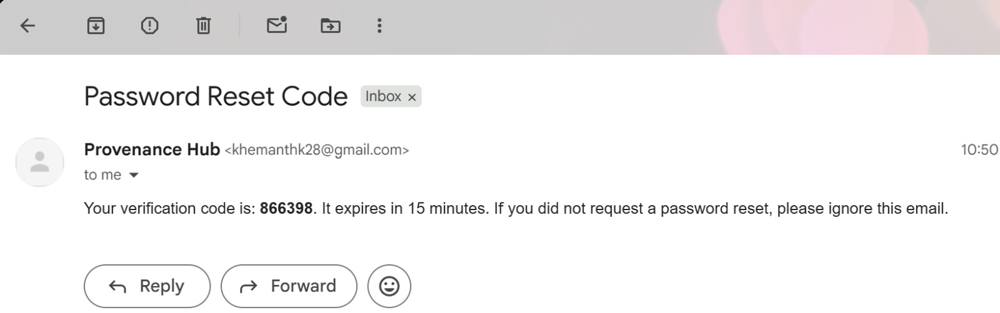 Password Reset Code Inbox ×
Provenance Hub <khemanthk28@gmail.com> 10:50
to me
Your verification code is: 866398. It expires in 15 minutes. If you did not request a password reset, please ignore this email.
Reply Forward